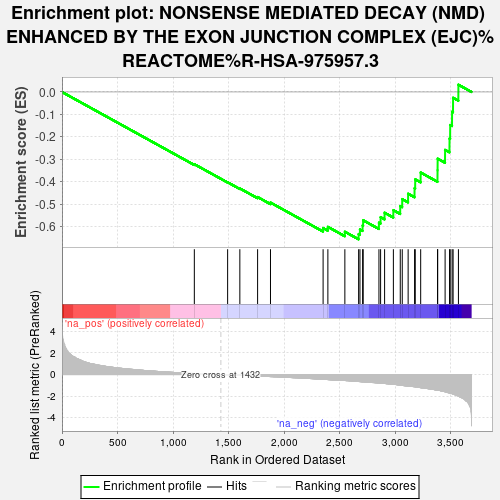 Enrichment plot: NONSENSE MEDIATED DECAY (NMD)
ENHANCED BY THE EXON JUNCTION COMPLEX (EJC)%
REACTOME%R-HSA-975957.3
Enrichment score (ES)
0.0
-0.1
-0.2
-0.3
-0.4
-0.5
-0.6
'na_pos' (positively correlated)
Ranked list metric (PreRanked)
4
2
0
-2
-4
Zero cross at 1432
'na_neg' (negatively correlated)
0
500
1,000
1,500
2,000
2,500
3,000
3,500
Rank in Ordered Dataset
Enrichment profile
Hits
Ranking metric scores